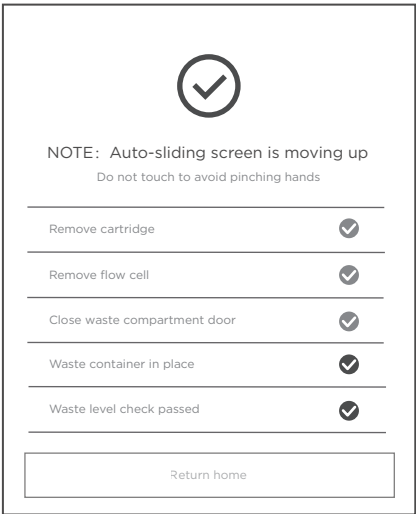 NOTE: Auto-sliding screen is moving up
Do not touch to avoid pinching hands
Remove cartridge
Remove flow cell
Close waste compartment door
Waste container in place
Waste level check passed
Return home